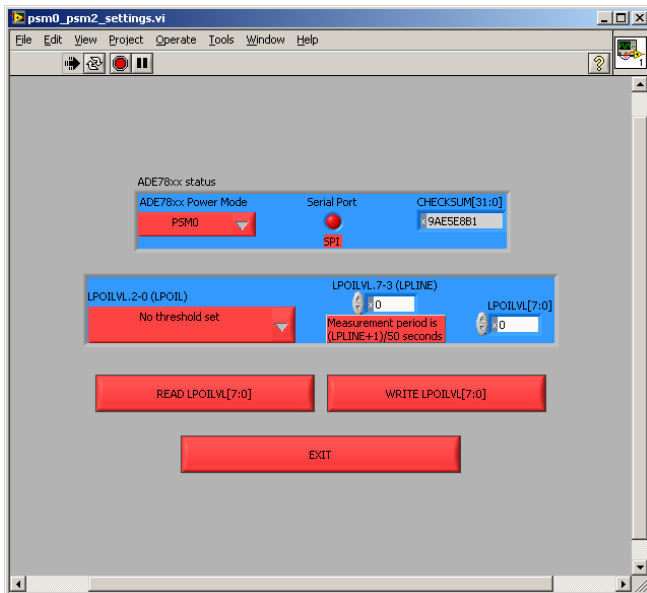 psm0_psm2_settings.vi
File Edit View Project Operate Tools Window Help
1
ADE78xx status
ADE78xx Power Mode Serial Port CHECKSUM[31:0]
PSM0 x 9AE5E8B1
SPI
LPOILVL.7-3 (LPLINE)
LPOILVL.2-0 (LPOIL) x 0 LPOILVL[7:0]
No threshold set Measurement period is x 0
(LPLINE+1)/50 seconds
READ LPOILVL[7:0] WRITE LPOILVL[7:0]
EXIT